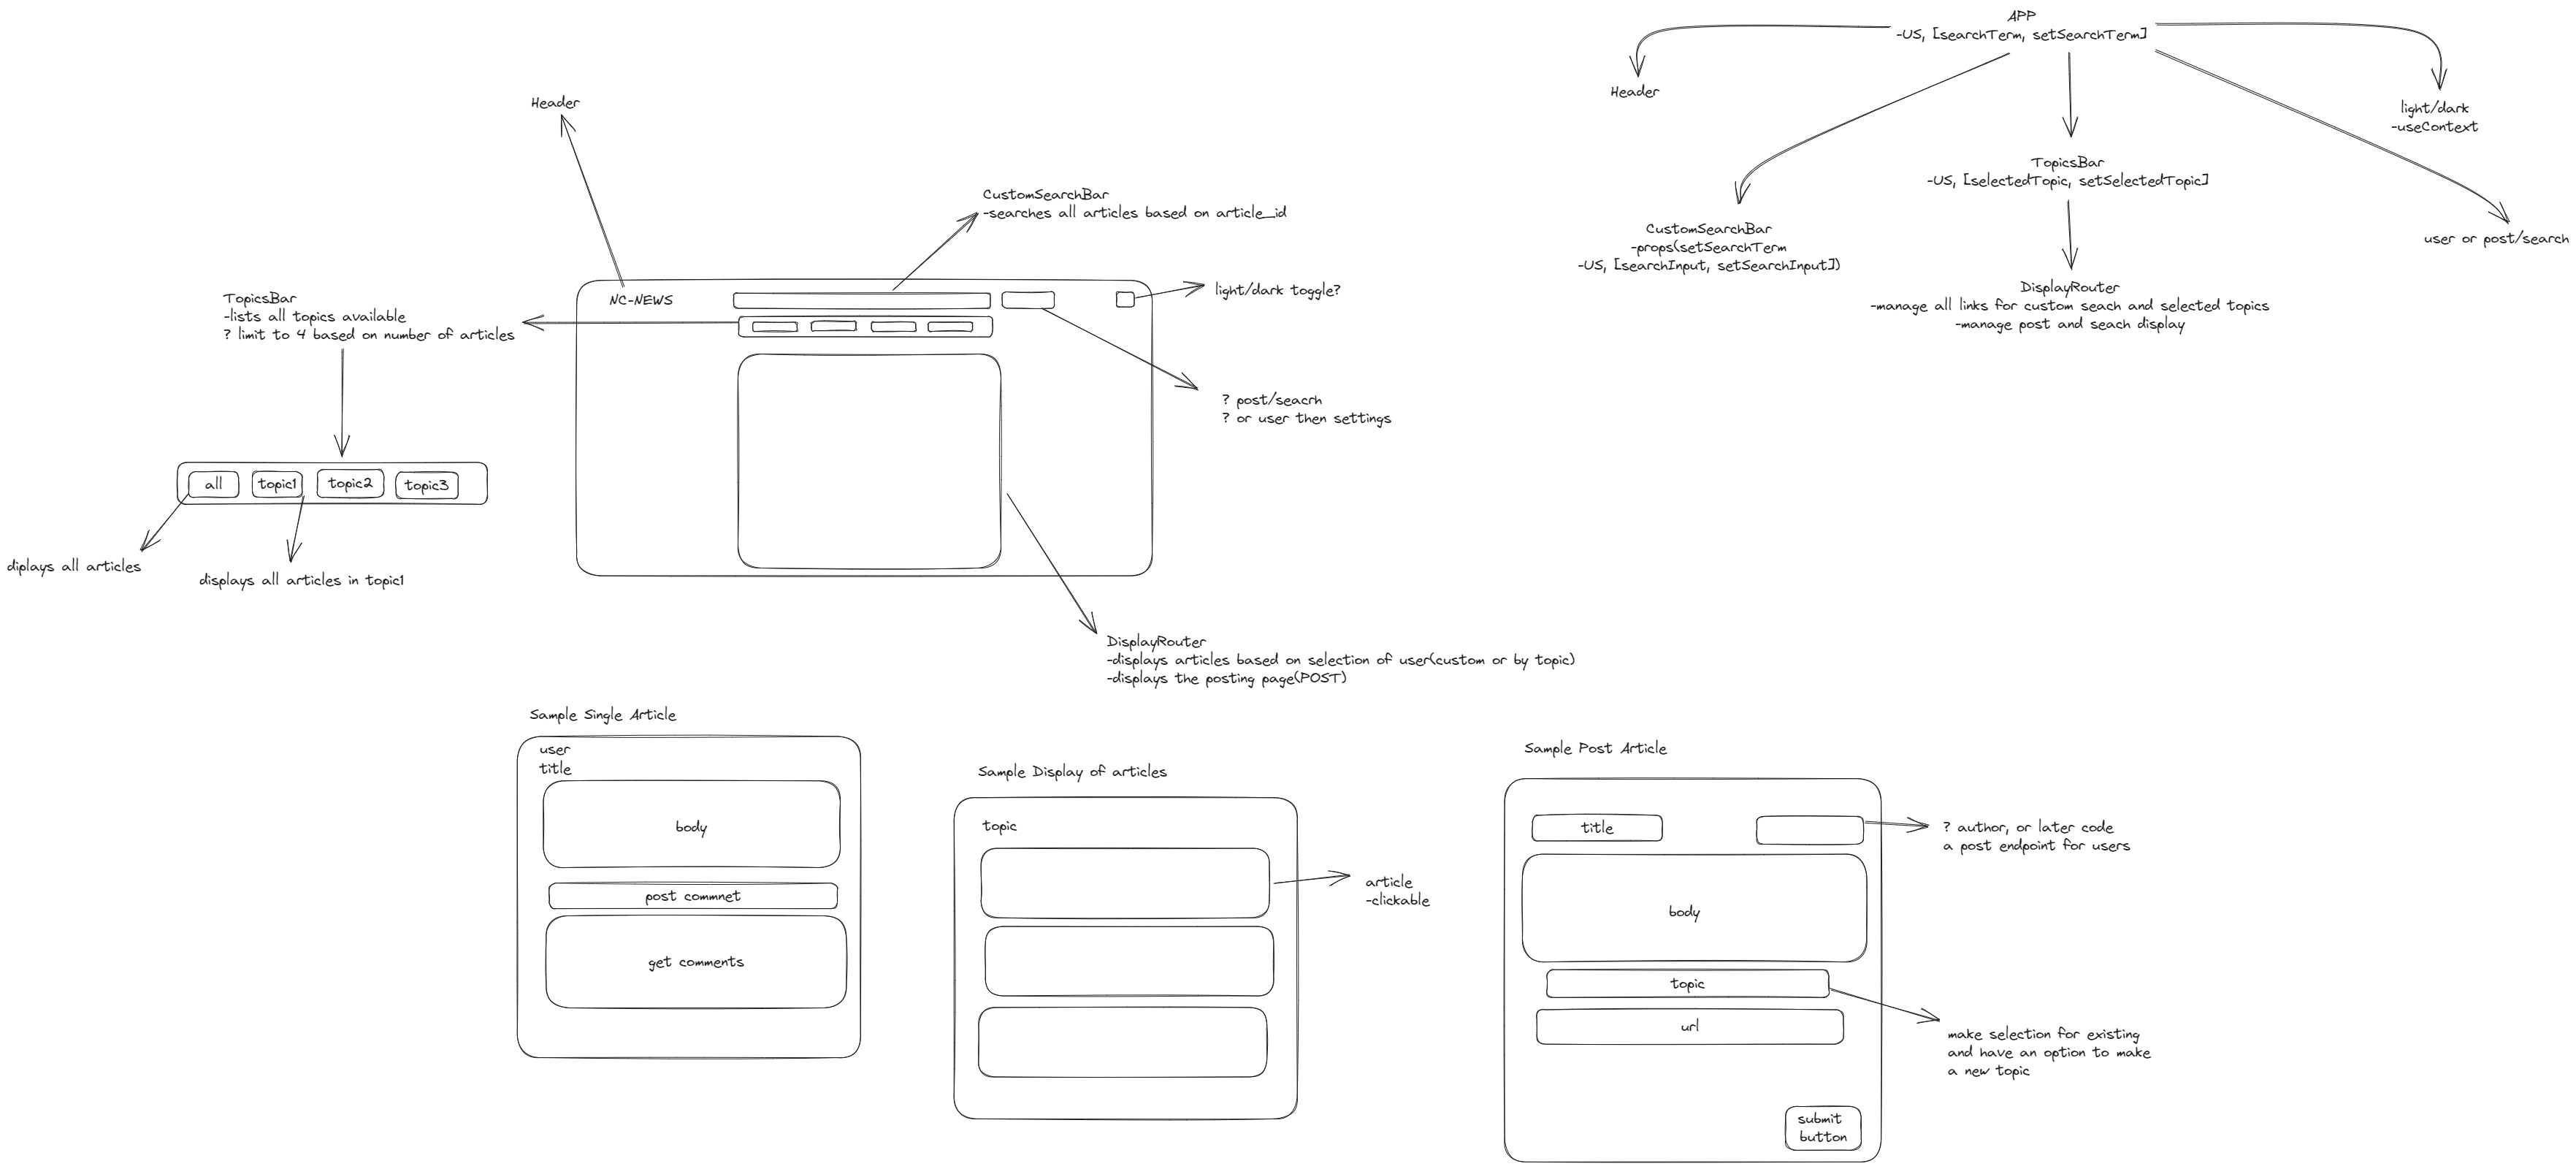 APP
-US, [searchTerm, setSearchTerm]
Header
light/dark
-useContext
TopicsBar
-US, [selectedTopic, setSelectedTopic]
CustomSearchBar
-props(setSearchTerm
-US, [searchInput, setSearchInput])
user or post/search
DisplayRouter
-manage all links for custom seach and selected topics
-manage post and seach display
Header
CustomSearchBar
-searches all articles based on article_id
TopicsBar
-lists all topics available
? limit to 4 based on number of articles
NC-NEWS
light/dark toggle?
? post/seacrh
? or user then settings
all
topic1
topic2
topic3
diplays all articles
displays all articles in topic1
DisplayRouter
-displays articles based on selection of user(custom or by topic)
-displays the posting page(POST)
Sample Single Article
user
title
body
post commnet
get comments
Sample Display of articles
topic
article
-clickable
Sample Post Article
title
? author, or later code
a post endpoint for users
body
topic
url
make selection for existing
and have an option to make
a new topic
submit
button